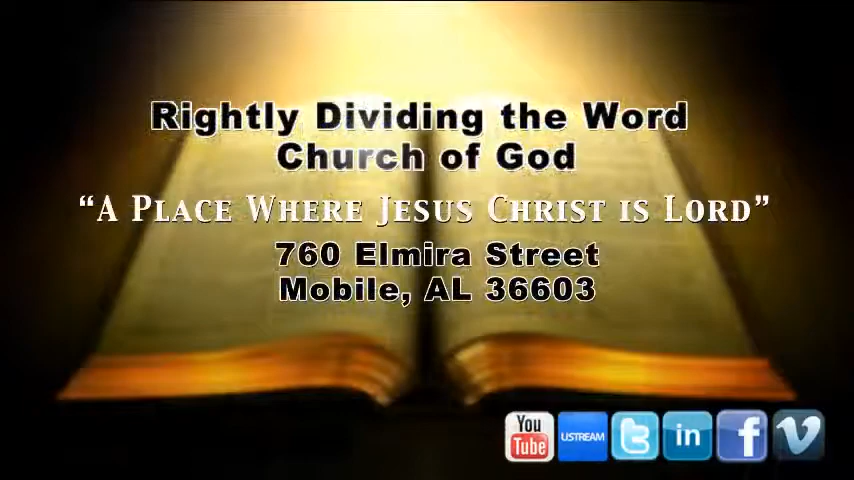 Rightly Dividing the Word
Church of God
“A Place Where Jesus Christ is Lord”
760 Elmira Street
Mobile, AL 36603
You Tube USTREAM t in f V